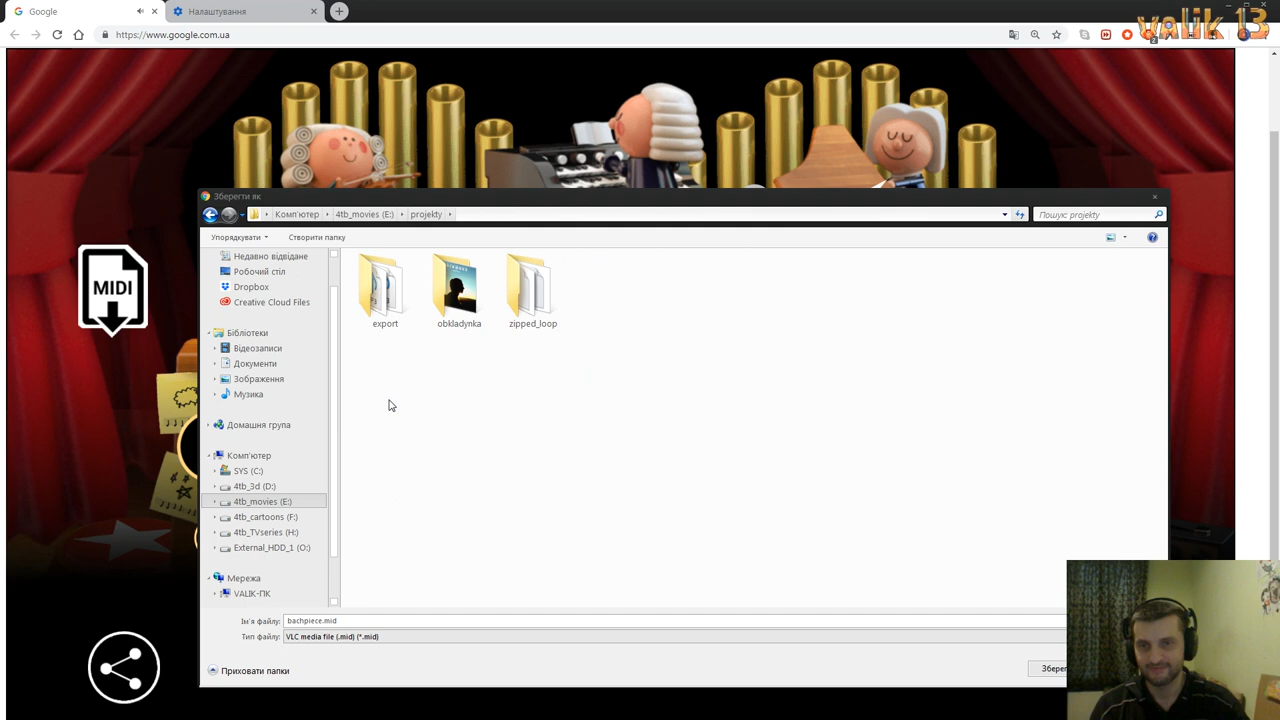 Google
Налаштування
https://www.google.com.ua
valik 13
2
MIDI
Зберегти як
Комп'ютер
4tb_movies (E:)
projekty
Пошук: projekty
Упорядкувати
Створити папку
Недавно відвідане
Робочий стіл
Dropbox
Creative Cloud Files
Бібліотеки
Відеозаписи
Документи
Зображення
Музика
Домашня група
Комп'ютер
SYS (C:)
4tb_3d (D:)
4tb_movies (E:)
4tb_cartoons (F:)
4tb_TVseries (H:)
External_HDD_1 (O:)
Мережа
VALIK-ПК
export
obkladynka
zipped_loop
Ім'я файлу:
bachpiece.mid
Тип файлу:
VLC media file (.mid) (*.mid)
Приховати папки